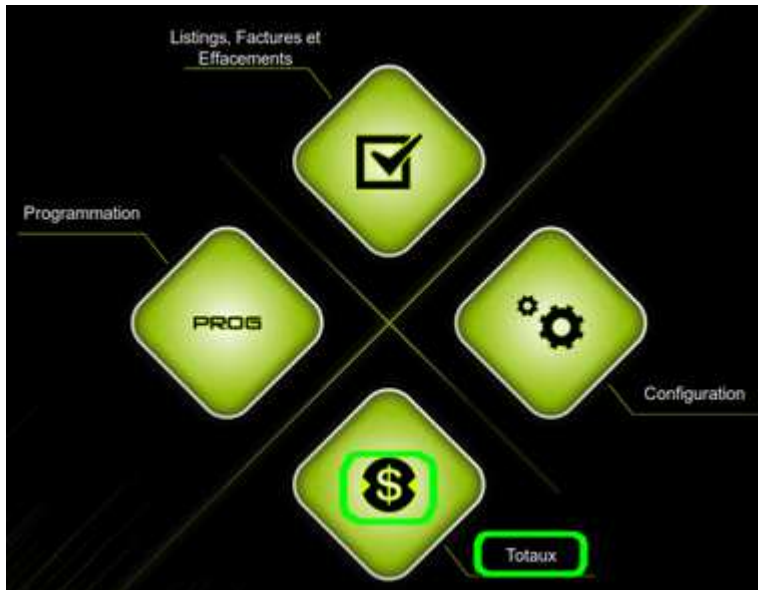 Listings, Factures et
Effacements
Programmation
PROG
Configuration
$
Totaux